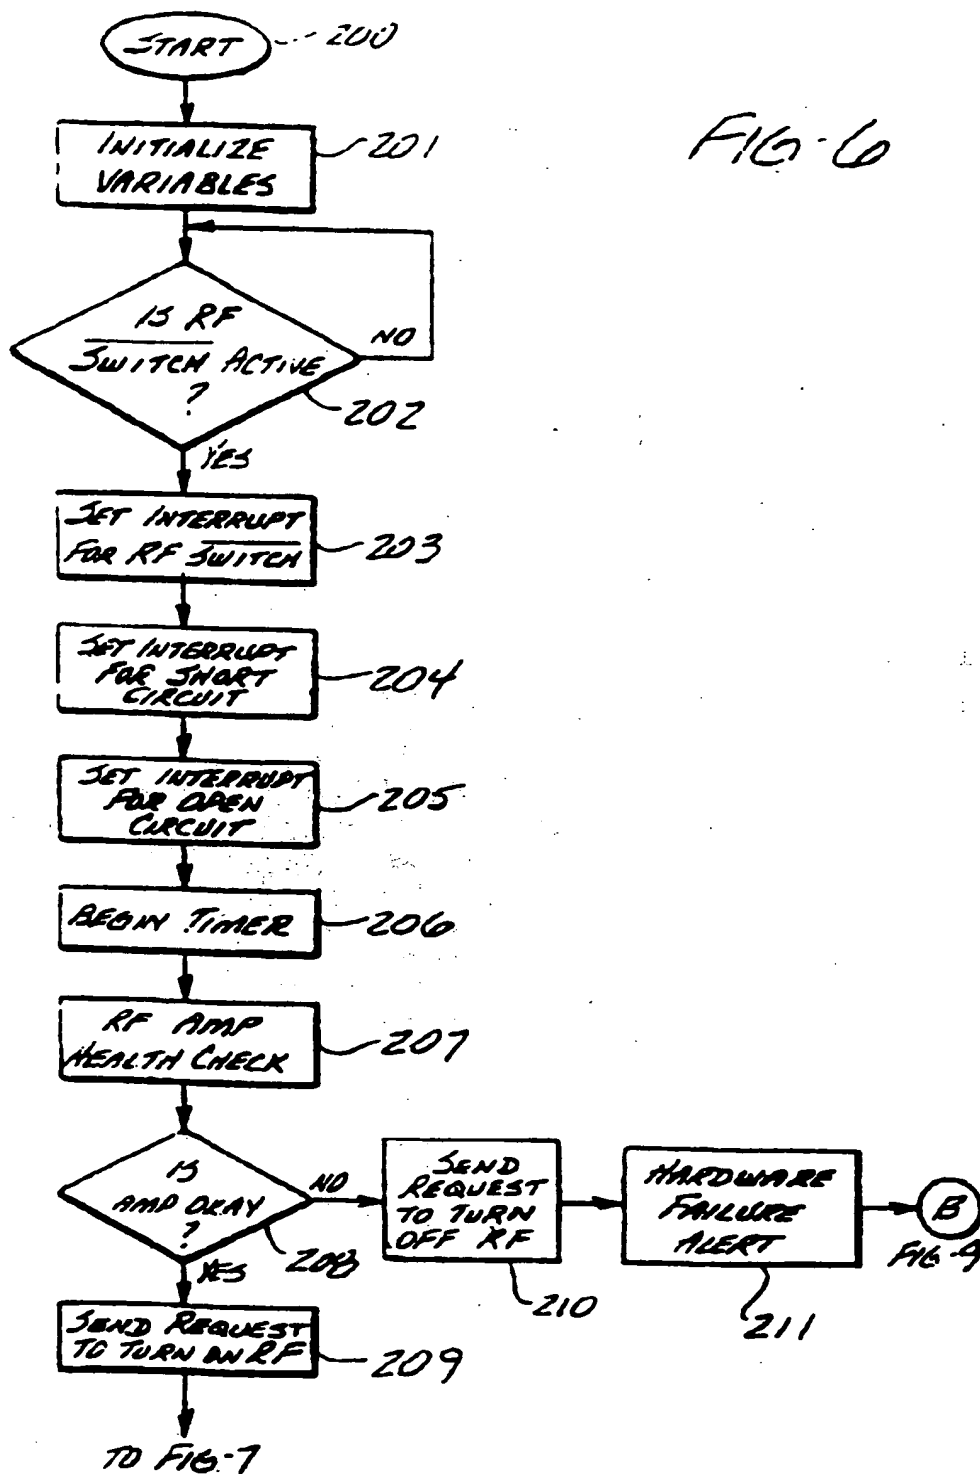 START
200
FIG-6
INITIALIZE
VARIABLES
201
IS RF
SWITCH ACTIVE
?
NO
202
YES
SET INTERRUPT
FOR RF SWITCH
203
SET INTERRUPT
FOR SHORT
CIRCUIT
204
SET INTERRUPT
FOR OPEN
CIRCUIT
205
BEGIN TIMER
206
RF AMP
HEALTH CHECK
207
IS
AMP OKAY
?
NO
208
YES
SEND
REQUEST
TO TURN
OFF RF
210
HARDWARE
FAILURE
ALERT
211
B
FIG-9
SEND REQUEST
TO TURN ON RF
209
TO FIG-7